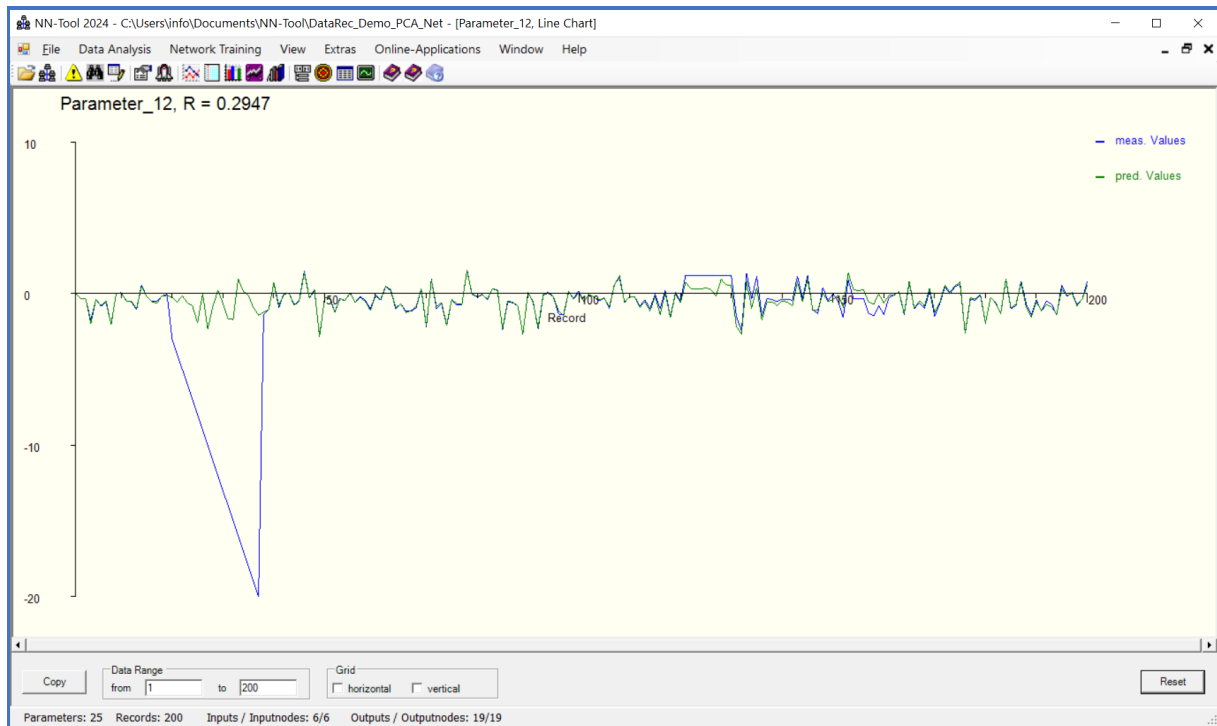 NN-Tool 2024 - C:\Users\info\Documents\NN-Tool\DataRec_Demo_PCA_Net - [Parameter_12, Line Chart]
File Data Analysis Network Training View Extras Online-Applications Window Help
Parameter_12, R = 0.2947
10
meas. Values
pred. Values
0
50
100
150
200
Record
-10
-20
Copy
Data Range
from 1 to 200
Grid
horizontal vertical
Reset
Parameters: 25 Records: 200 Inputs / Inputnodes: 6/6 Outputs / Outputnodes: 19/19